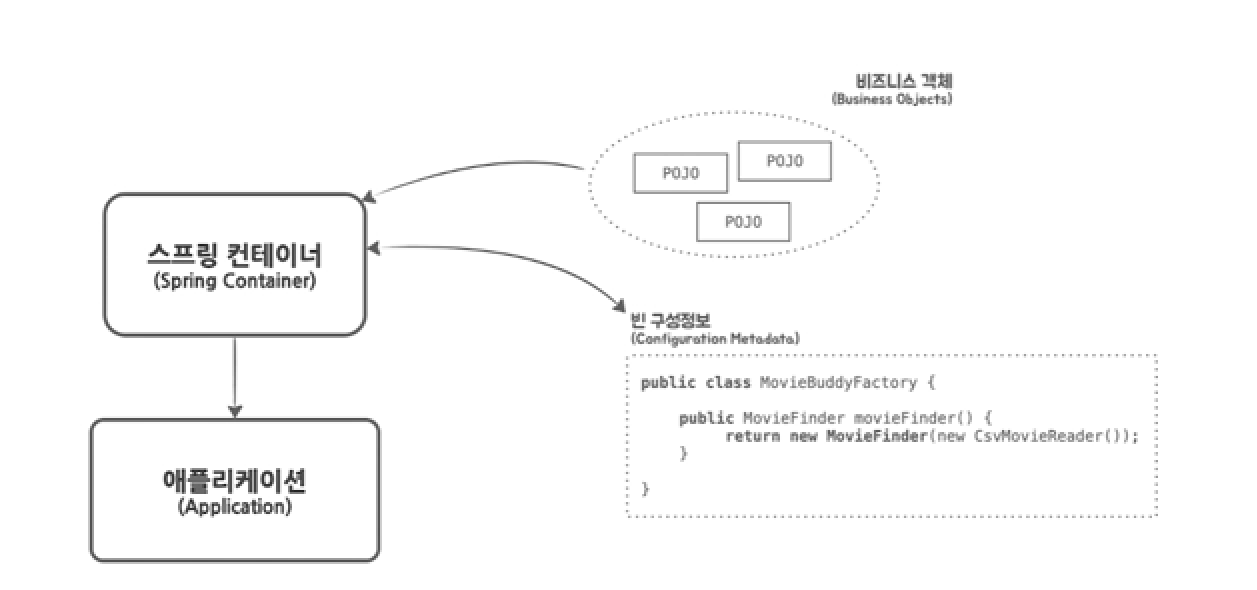 비즈니스 객체
(Business Objects)
POJO
POJO
POJO
스프링 컨테이너
(Spring Container)
빈 구성정보
(Configuration Metadata)
public class MovieBuddyFactory {
public MovieFinder movieFinder() {
return new MovieFinder(new CsvMovieReader());
}
}
애플리케이션
(Application)